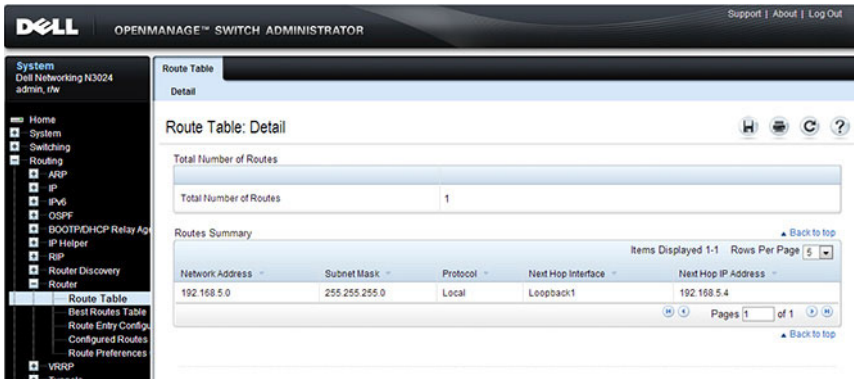 Support | About | Log Out
DELL OPENMANAGE™ SWITCH ADMINISTRATOR
System
Dell Networking N3024
admin, r/w
Home
System
Switching
Routing
ARP
IP
IPv6
OSPF
BOOTP/DHCP Relay Age
IP Helper
RIP
Router Discovery
Router
Route Table
Best Routes Table
Route Entry Configu
Configured Routes
Route Preferences
VRRP
Tunnels
Route Table
Detail
Route Table: Detail
Total Number of Routes
Total Number of Routes 1
Routes Summary Back to top
Items Displayed 1-1 Rows Per Page 5
Network Address Subnet Mask Protocol Next Hop Interface Next Hop IP Address
192.168.5.0 255.255.255.0 Local Loopback1 192.168.5.4
Pages 1 of 1
Back to top